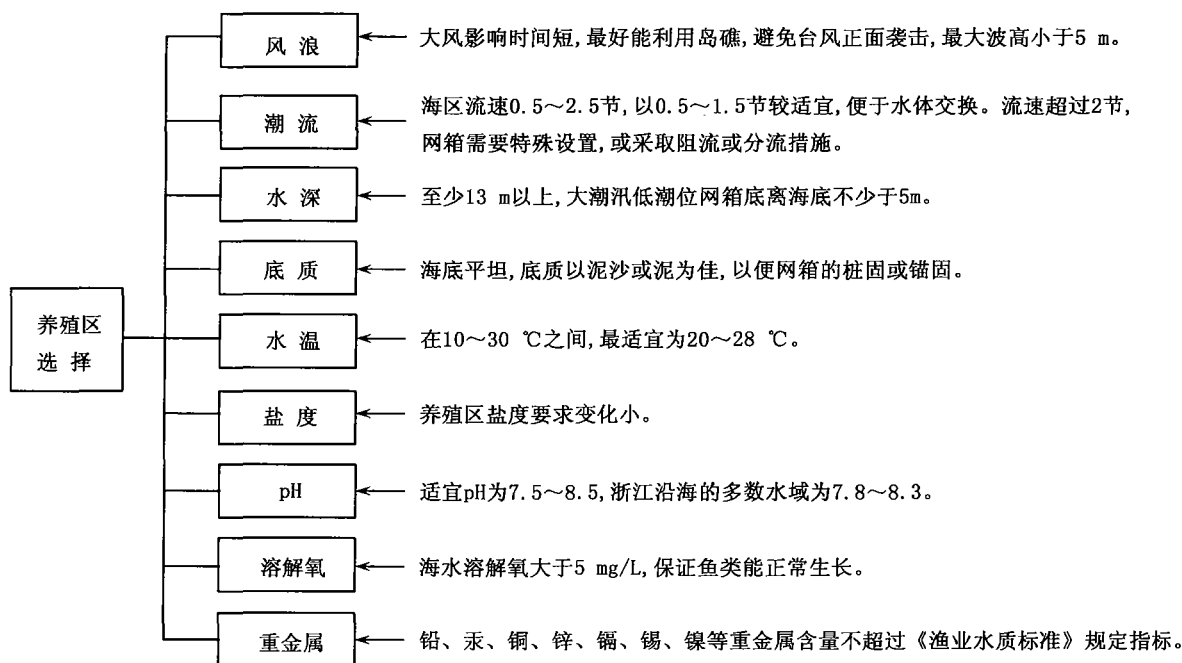 风浪
大风影响时间短,最好能利用岛礁,避免台风正面袭击,最大波高小于5 m。
潮流
海区流速0.5～2.5节,以0.5～1.5节较适宜,便于水体交换。流速超过2节,
网箱需要特殊设置,或采取阻流或分流措施。
水深
至少13 m以上,大潮汛低潮位网箱底离海底不少于5m。
底质
海底平坦,底质以泥沙或泥为佳,以便网箱的桩固或锚固。
养殖区
选择
水温
在10～30 ℃之间,最适宜为20～28 ℃。
盐度
养殖区盐度要求变化小。
pH
适宜pH为7.5～8.5,浙江沿海的多数水域为7.8～8.3。
溶解氧
海水溶解氧大于5 mg/L,保证鱼类能正常生长。
重金属
铅、汞、铜、锌、镉、锡、镍等重金属含量不超过《渔业水质标准》规定指标。